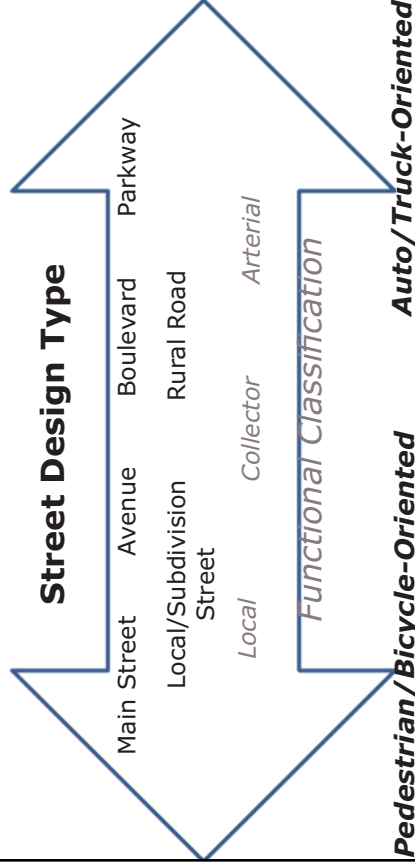 Street Design Type
Main Street Avenue Boulevard Parkway
Local/Subdivision Rural Road
Street
Local Collector Arterial
Functional Classification
Pedestrian/Bicycle-Oriented Auto/Truck-Oriented